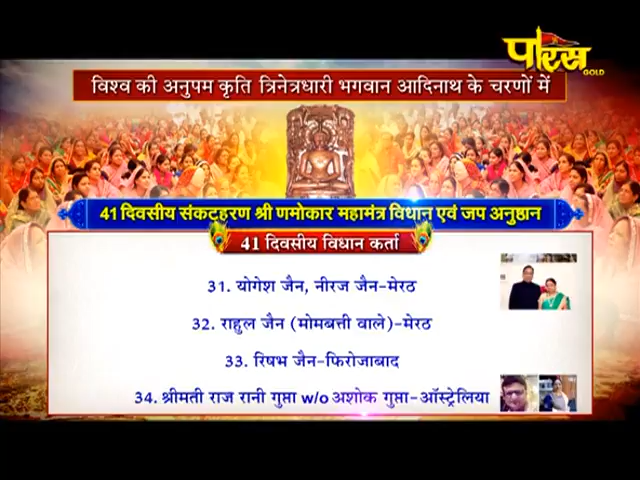 पारस
GOLD
विश्व की अनुपम कृति त्रिनेत्रधारी भगवान आदिनाथ के चरणों में
41 दिवसीय संकटहरण श्री णमोकार महामंत्र विधान एवं जप अनुष्ठान
41 दिवसीय विधान कर्ता
31. योगेश जैन, नीरज जैन-मेरठ
32. राहुल जैन (मोमबत्ती वाले)-मेरठ
33. रिषभ जैन-फिरोजाबाद
34. श्रीमती राज रानी गुप्ता w/o अशोक गुप्ता-ऑस्ट्रेलिया